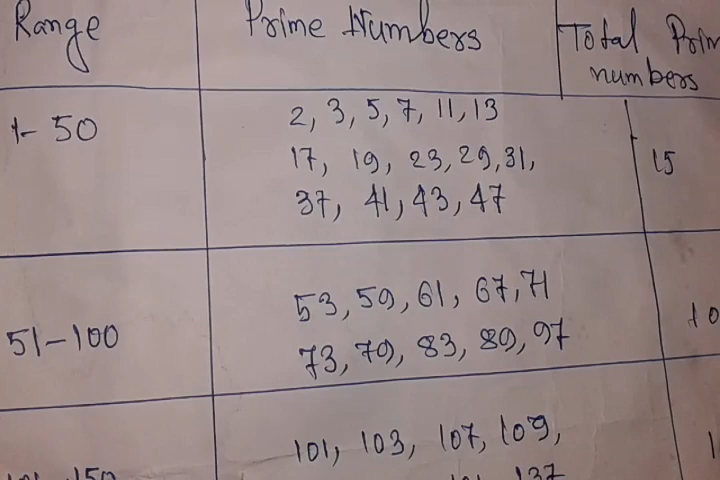 Range Prime Numbers Total
numbers
1-50 2, 3, 5, 7, 11, 13
17, 19, 23, 29, 31, 15
37, 41, 43, 47
53, 59, 61, 67, 71
51-100 73, 79, 83, 89, 97 10
101, 103, 107, 109,
150 137